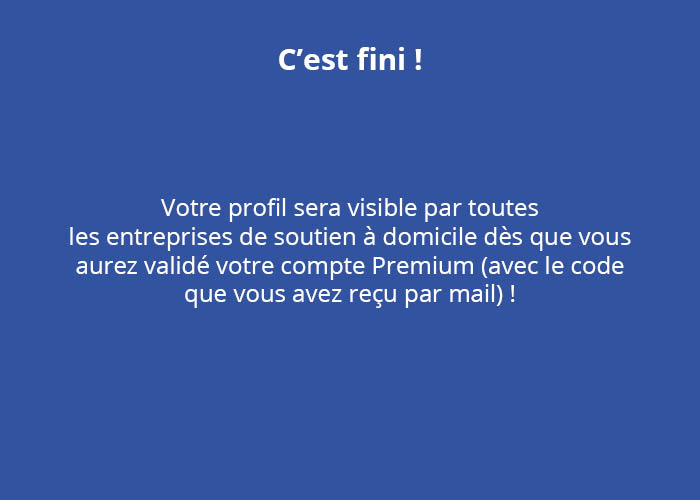 C’est fini !
Votre profil sera visible par toutes
les entreprises de soutien à domicile dès que vous
aurez validé votre compte Premium (avec le code
que vous avez reçu par mail) !